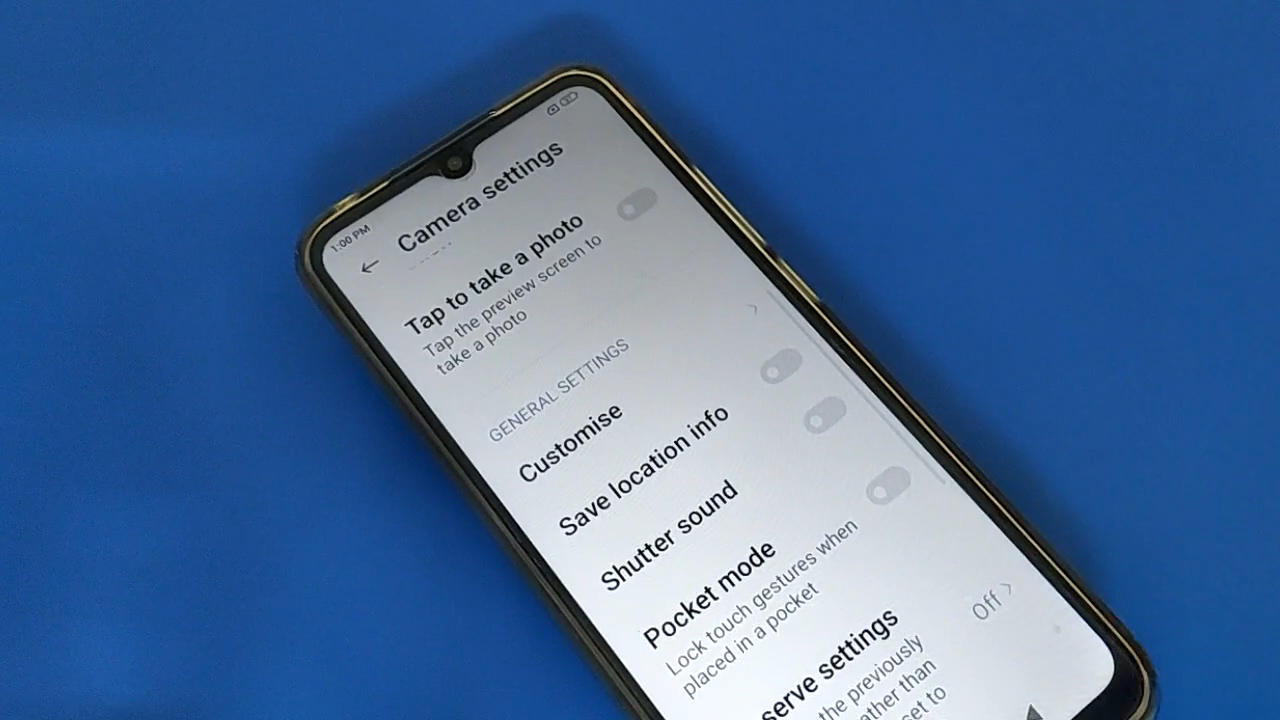 1:00 PM
Camera settings
Tap to take a photo
Tap the preview screen to
take a photo
GENERAL SETTINGS
Customise
Save location info
Shutter sound
Pocket mode
Lock touch gestures when
placed in a pocket
serve settings
Off
the previously
ether than
set to